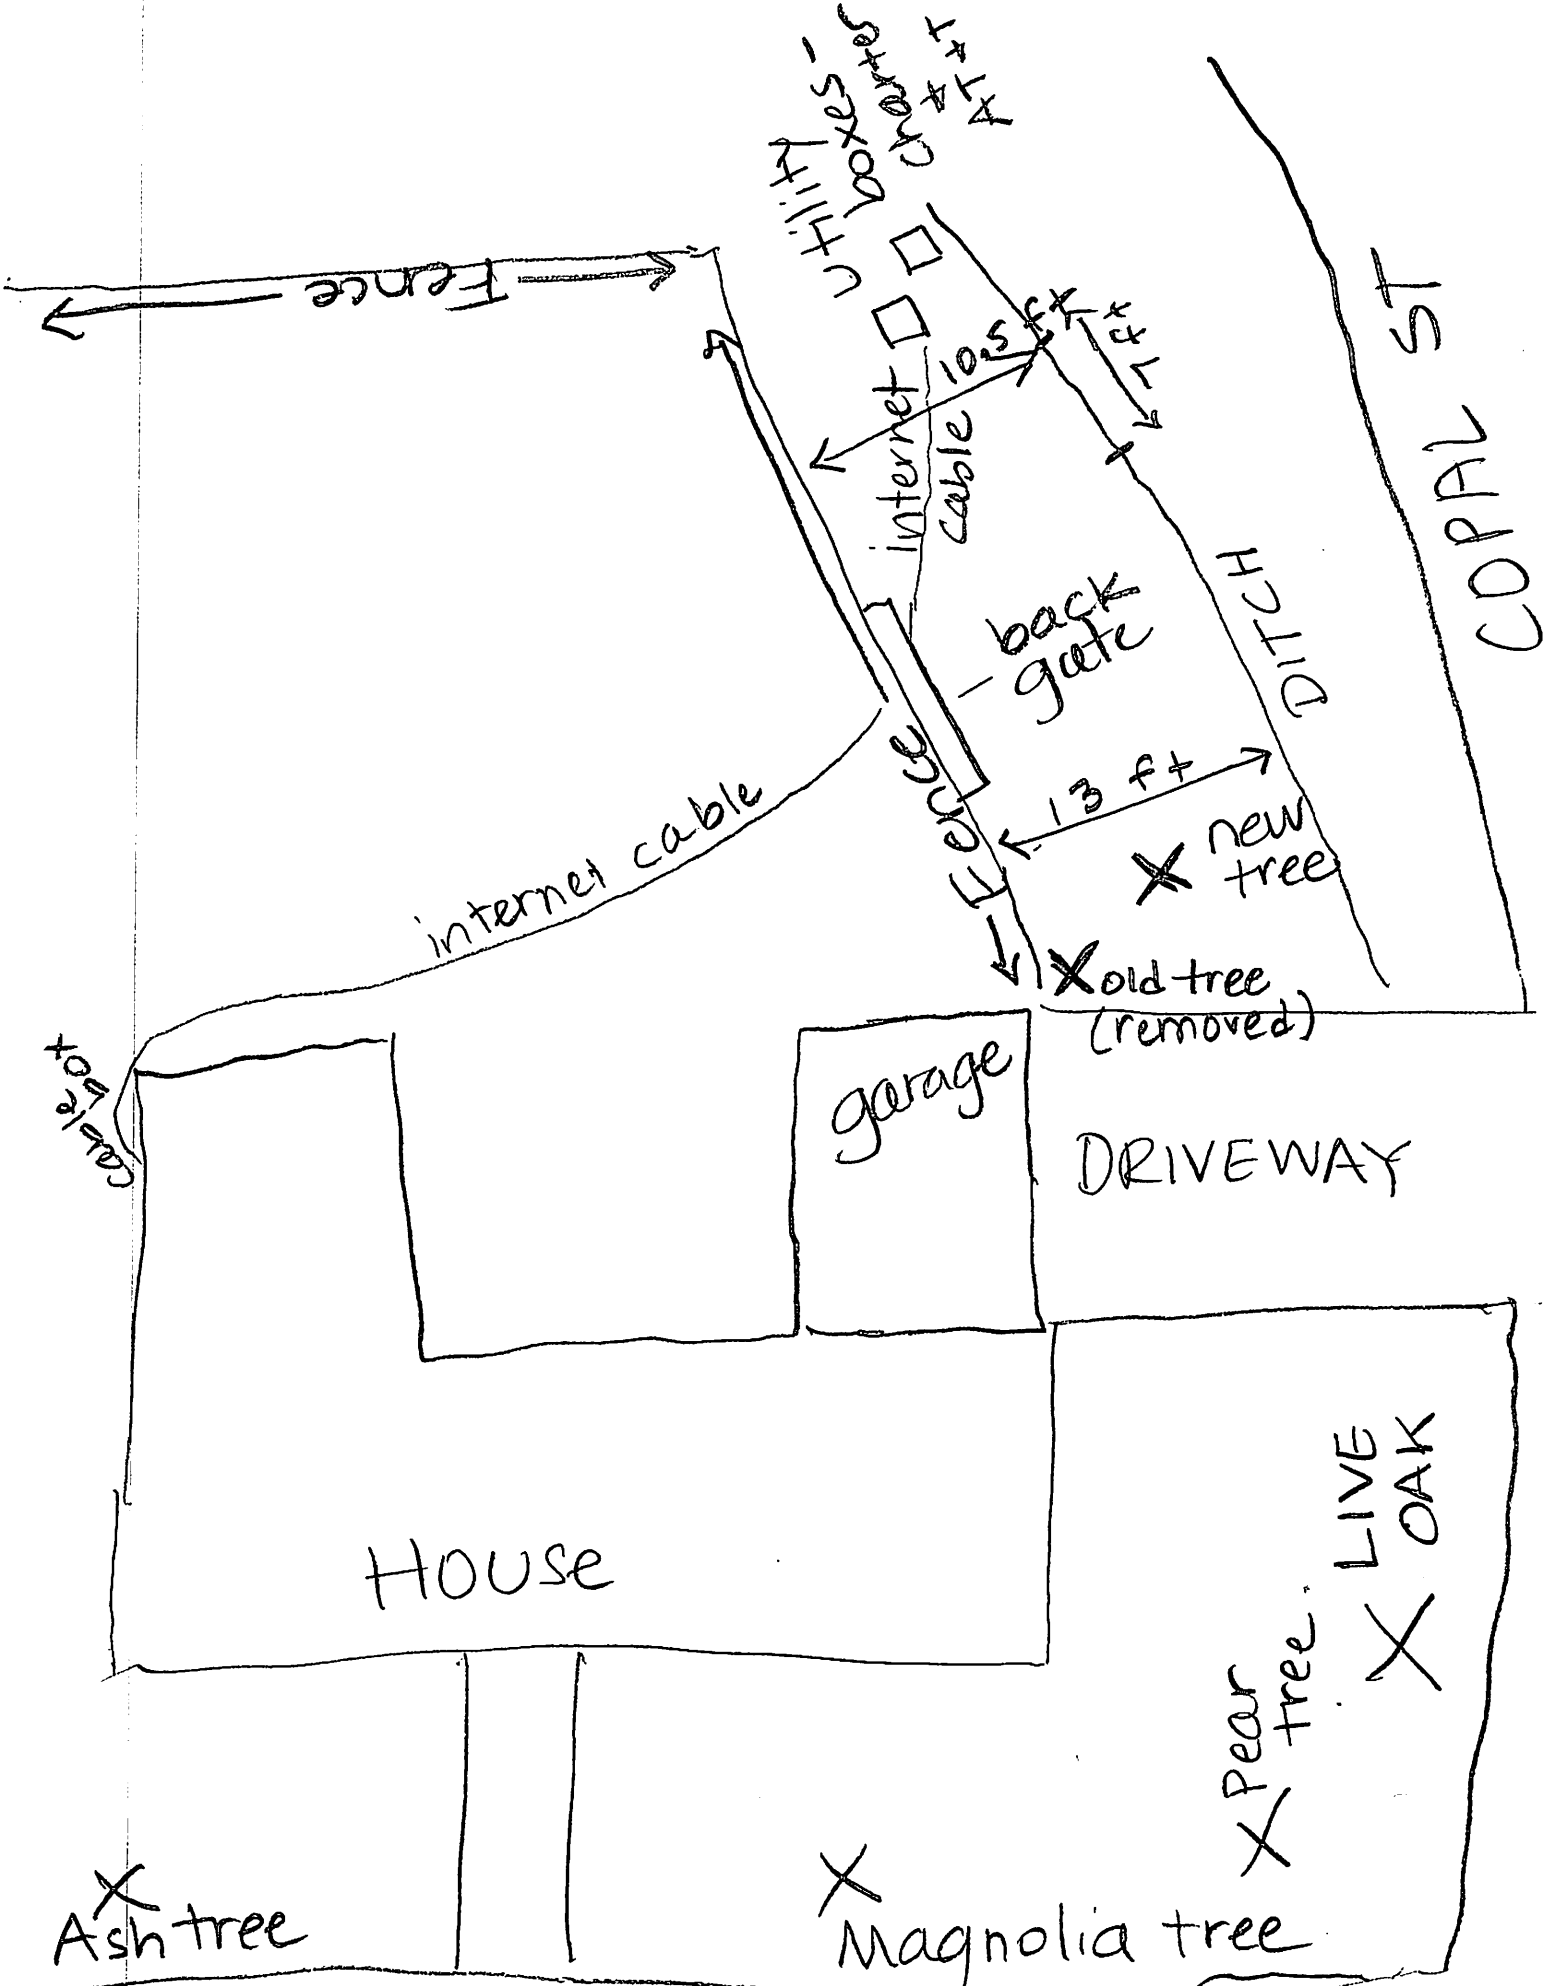 utility
boxes-
charter
& AT&T
Fence
10.5 ft
7 ft
COPAL ST
internet
cable
DITCH
back
gate
Fence
13 ft
internet cable
new
tree
old tree
(removed)
cable
box
garage
DRIVEWAY
LIVE
OAK
HOUSE
Pear
tree
Ash tree
Magnolia tree